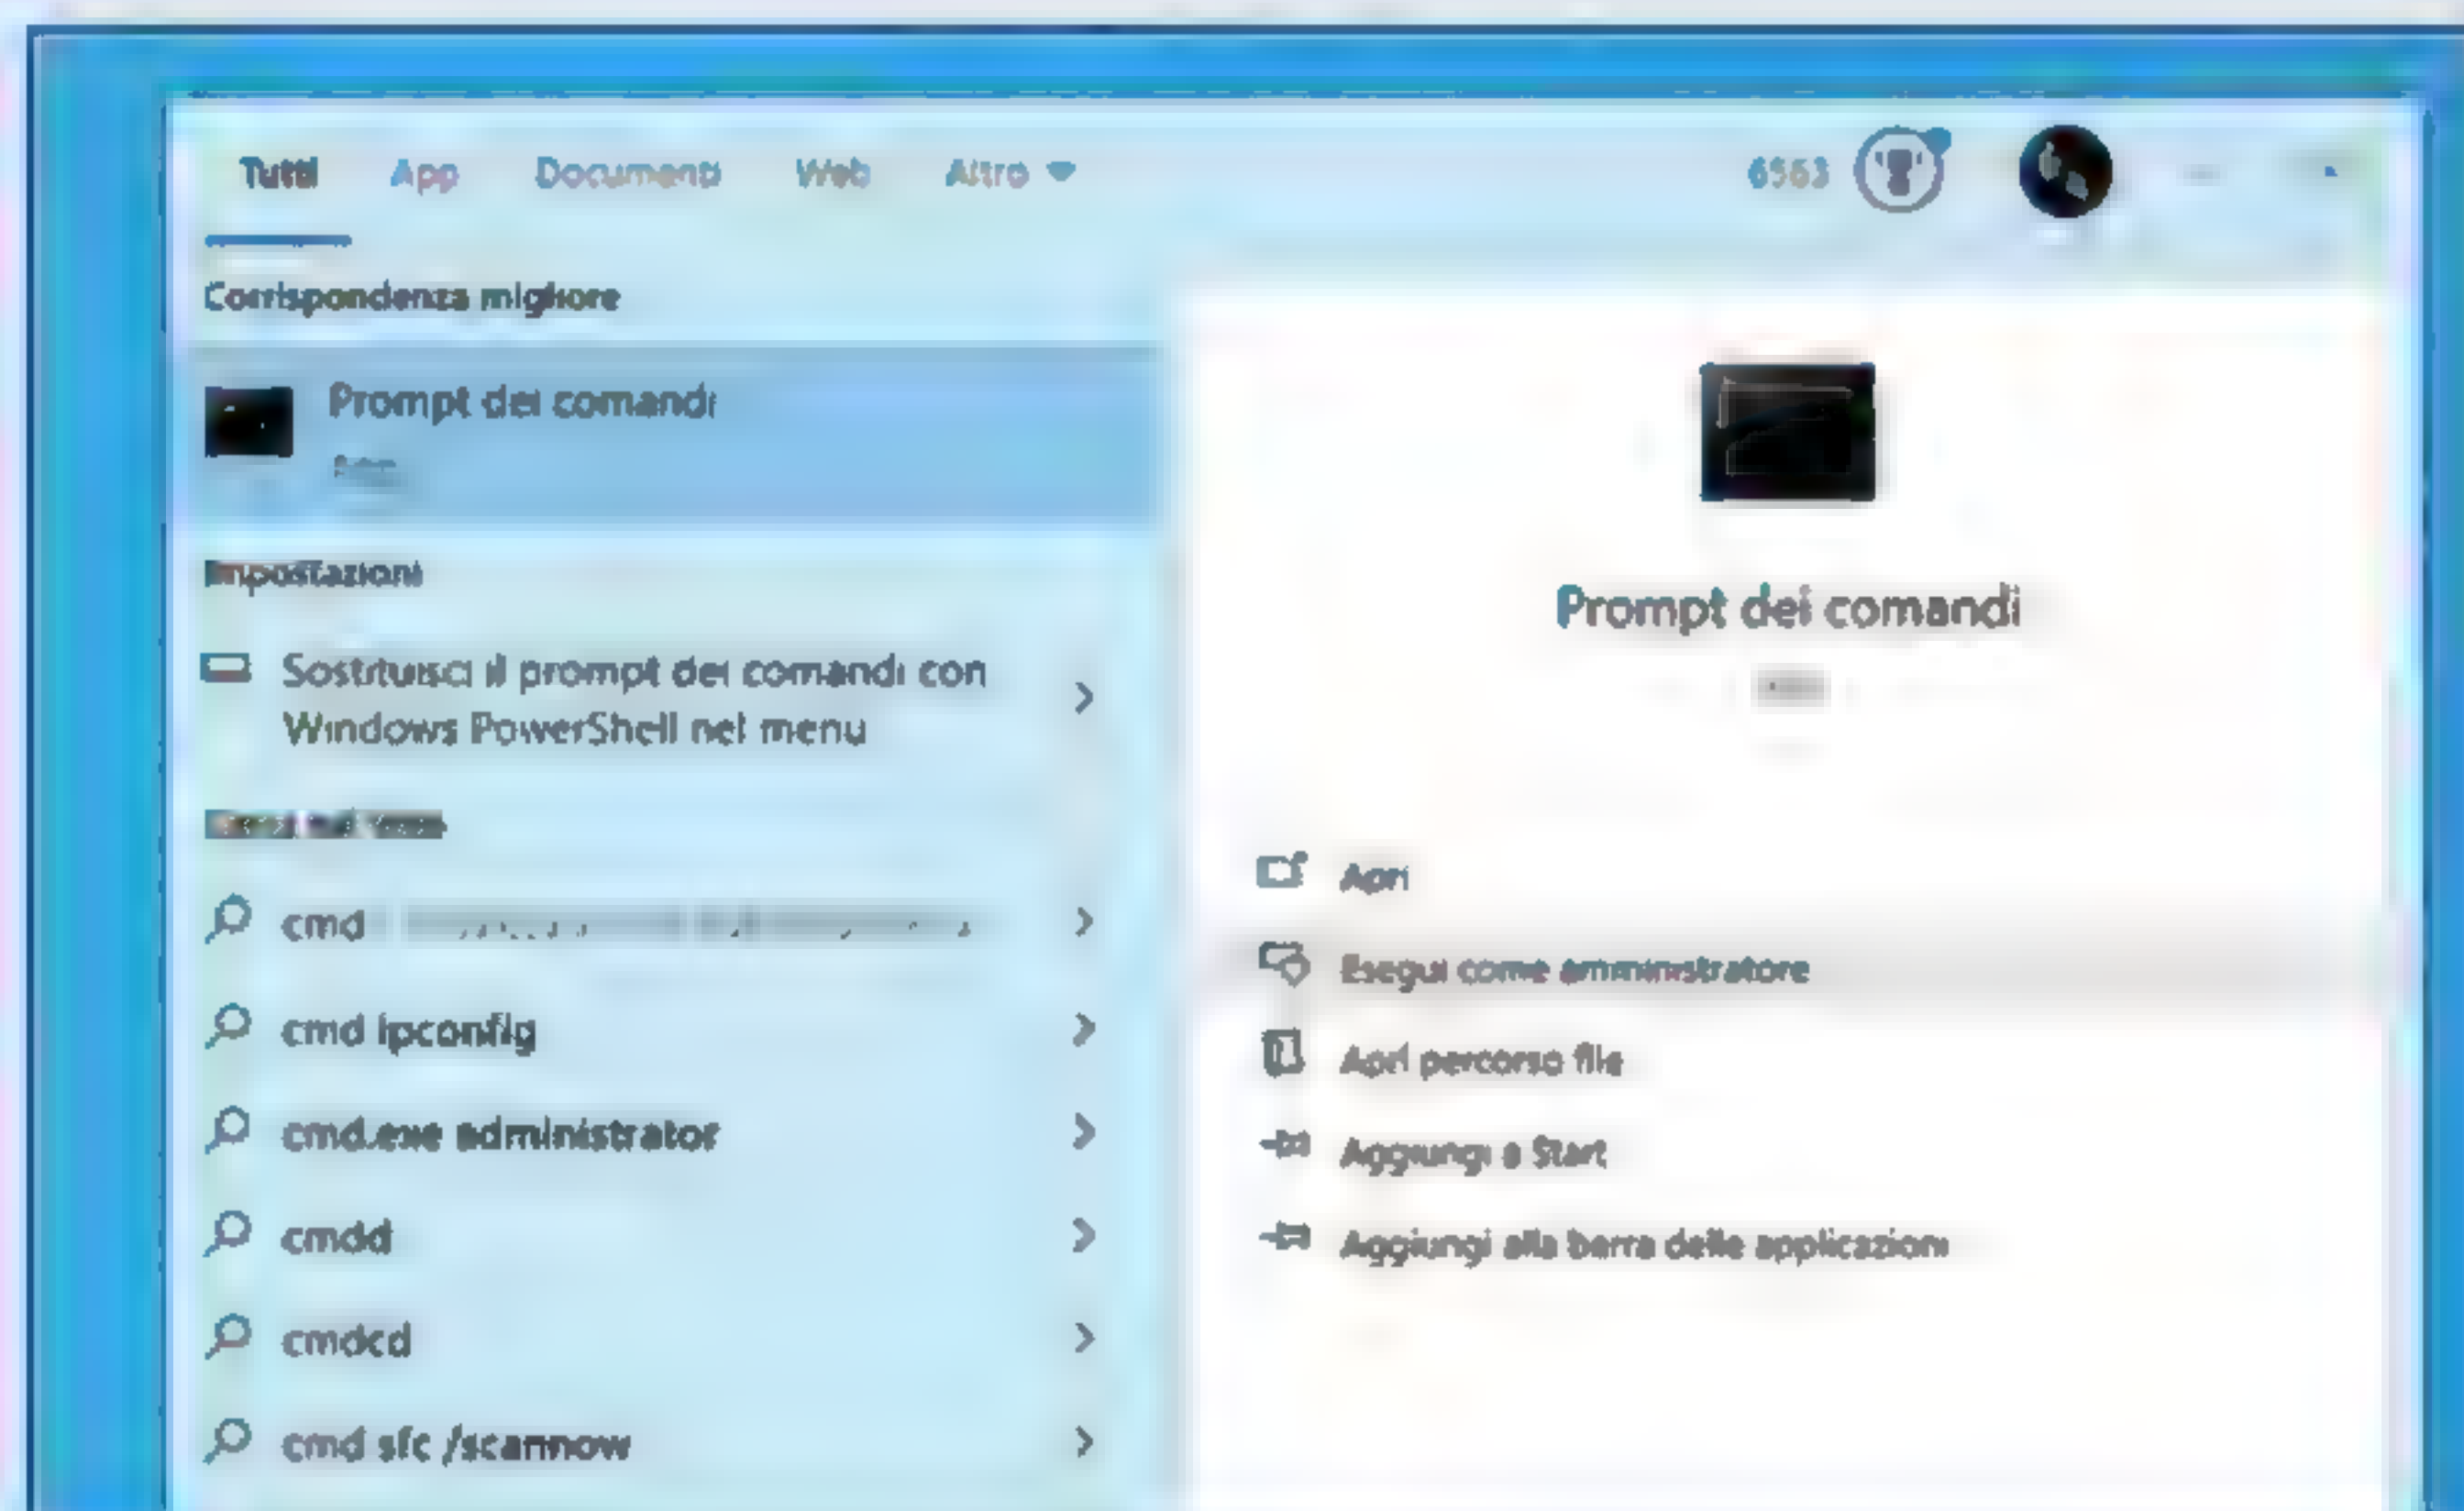 Tutti App Documenti Web Altro 6563
Corrispondenza migliore
Prompt dei comandi
Impostazioni
Sostituisci il prompt dei comandi con
Windows PowerShell nel menu
cmd
cmd ipconfig
cmd.exe administrator
cmdd
cmdcd
cmd sfc /scannow
Prompt dei comandi
Apri
Esegui come amministratore
Apri percorso file
Aggiungi a Start
Aggiungi alla barra delle applicazioni